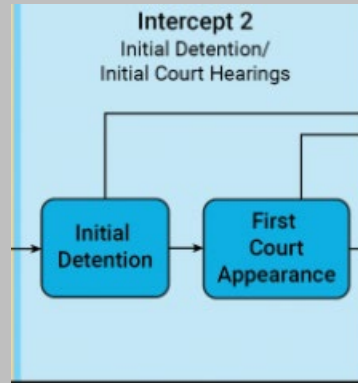 Intercept 2
Initial Detention/
Initial Court Hearings
Initial
Detention
First
Court
Appearance